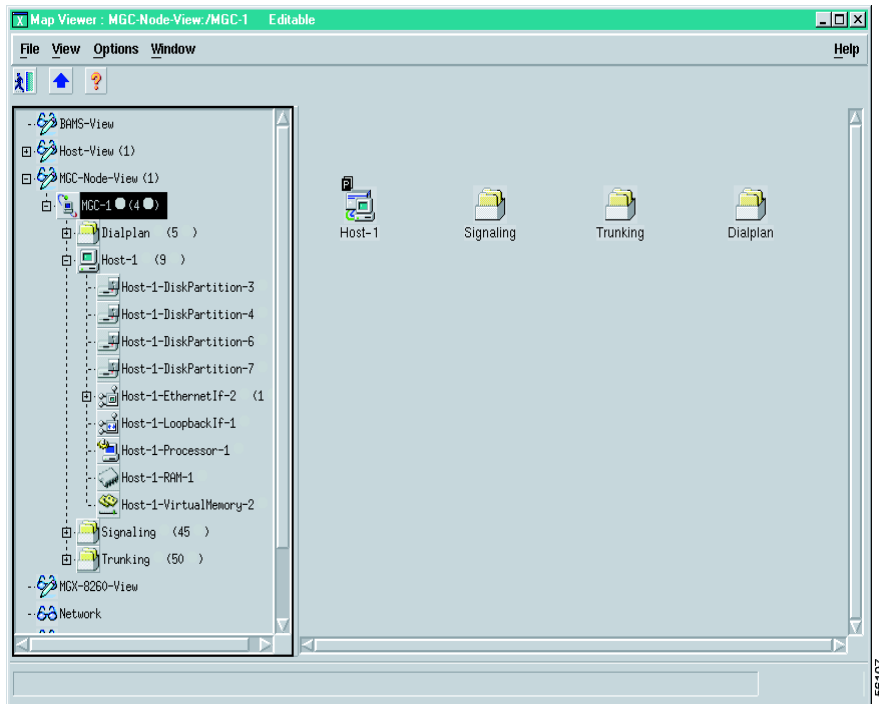 Map Viewer : MGC-Node-View:/MGC-1 Editable
File View Options Window Help
BAMS-View
Host-View (1)
MGC-Node-View (1)
MGC-1 (4 )
Dialplan (5 )
Host-1 (9 )
Host-1-DiskPartition-3
Host-1-DiskPartition-4
Host-1-DiskPartition-6
Host-1-DiskPartition-7
Host-1-EthernetIf-2 (1
Host-1-LoopbackIf-1
Host-1-Processor-1
Host-1-RAM-1
Host-1-VirtualMemory-2
Signaling (45 )
Trunking (50 )
MGX-8260-View
Network
P
Host-1 Signaling Trunking Dialplan